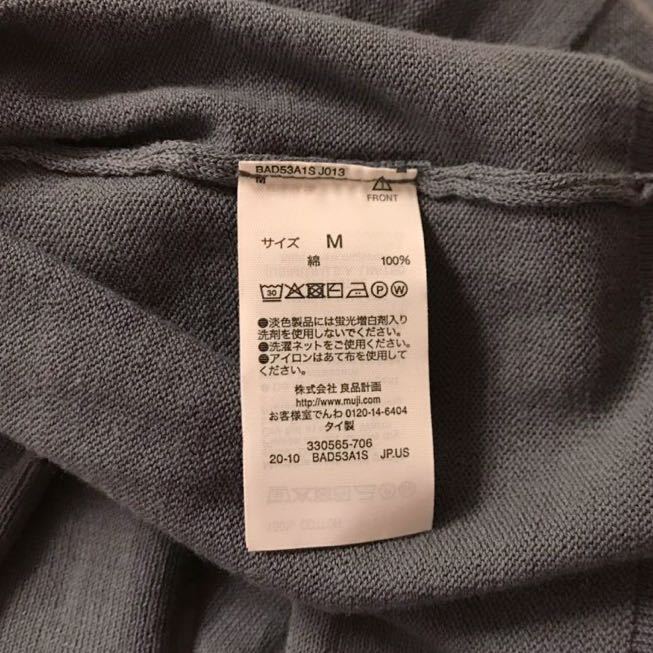 BAD53A1S J013
M
FRONT
サイズ M
綿 100%
30 P W
●淡色製品には蛍光増白剤入り
洗剤を使用しないでください。
●洗濯ネットをご使用ください。
●アイロンはあて布を使用して
ください。
株式会社 良品計画
http://www.muji.com
お客様室でんわ 0120-14-6404
タイ製
330565-706
20-10 BAD53A1S JP.US